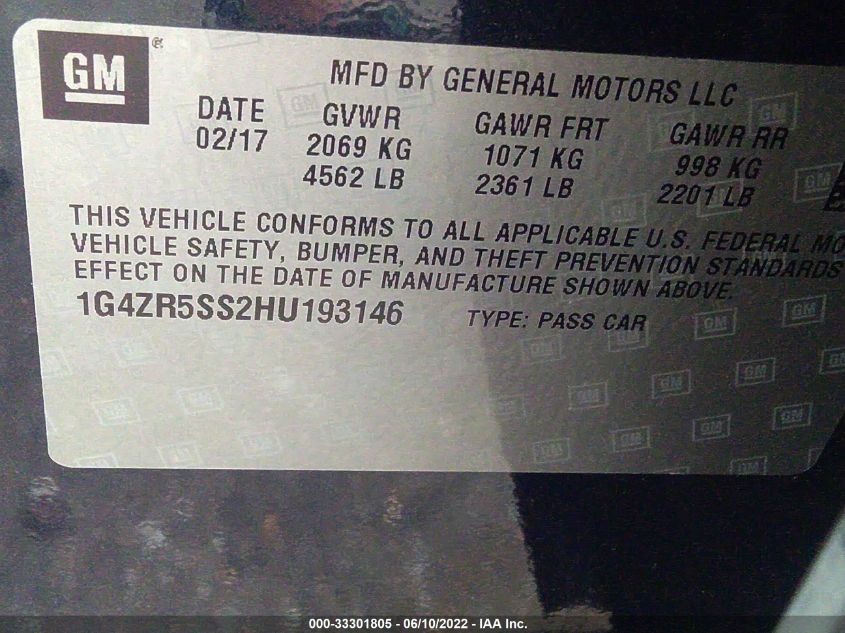 GM
MFD BY GENERAL MOTORS LLC
DATE GVWR GAWR FRT GAWR RR
02/17 2069 KG 1071 KG 998 KG
4562 LB 2361 LB 2201 LB
THIS VEHICLE CONFORMS TO ALL APPLICABLE U.S. FEDERAL MO
VEHICLE SAFETY, BUMPER, AND THEFT PREVENTION STANDARDS
EFFECT ON THE DATE OF MANUFACTURE SHOWN ABOVE.
1G4ZR5SS2HU193146 TYPE: PASS CAR
000-33301805 - 06/10/2022 - IAA Inc.